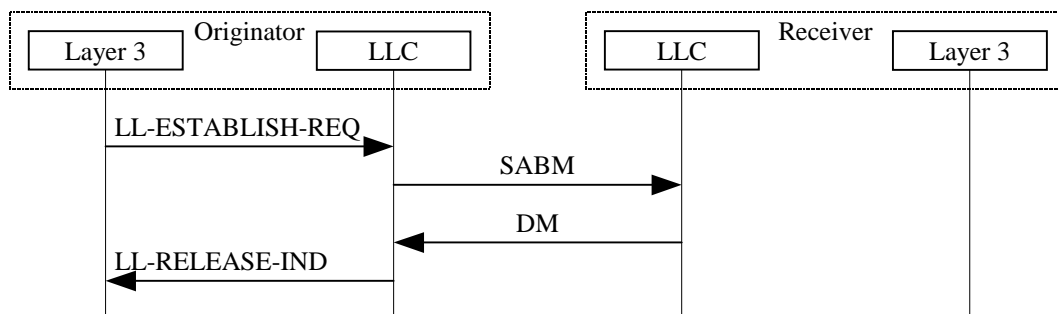 Originator
Receiver
Layer 3
LLC
LLC
Layer 3
LL-ESTABLISH-REQ
SABM
DM
LL-RELEASE-IND